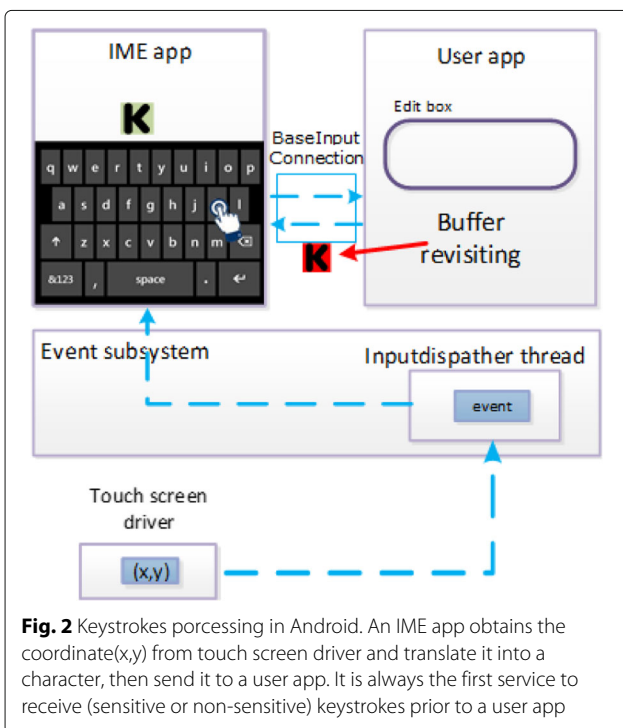 IME app
User app
K
Edit box
BaseInput
Connection
q w e r t y u i o p
a s d f g h j l
z x c v b n m
&123 , space .
K
Buffer
revisiting
Event subsystem
Inputdispather thread
event
Touch screen
driver
(x,y)
Fig. 2 Keystrokes porcessing in Android. An IME app obtains the
coordinate(x,y) from touch screen driver and translate it into a
character, then send it to a user app. It is always the first service to
receive (sensitive or non-sensitive) keystrokes prior to a user app